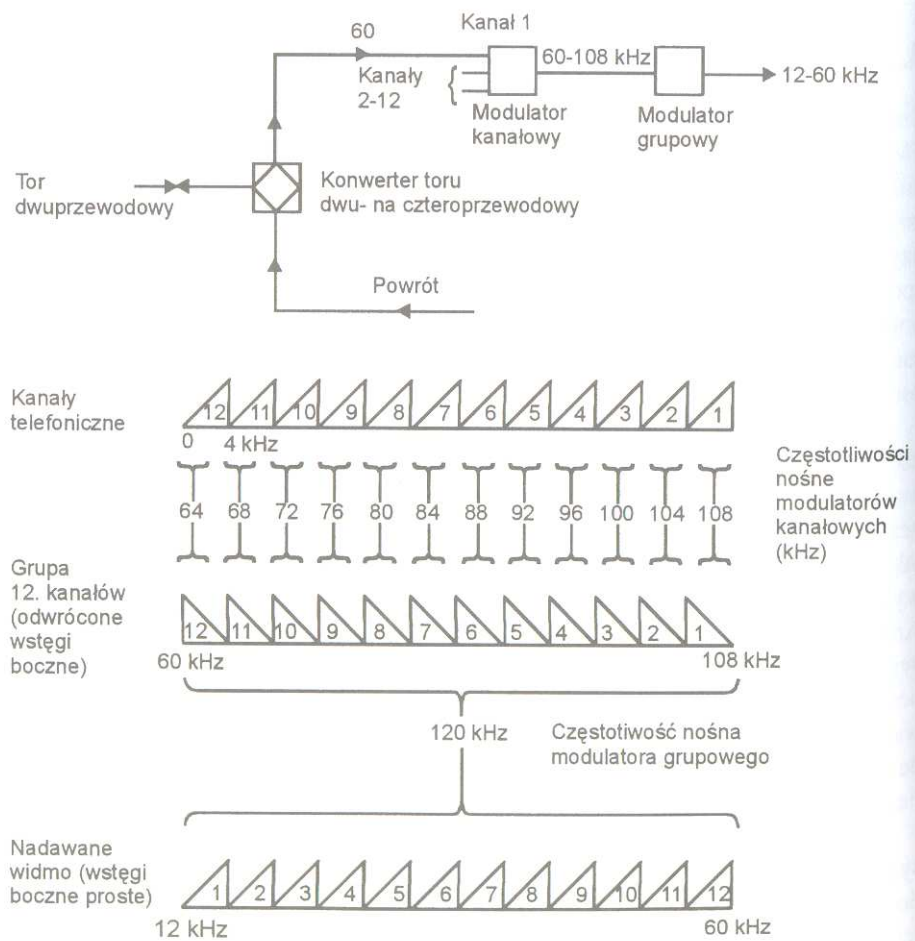 Kanał 1
60
60-108 kHz
12-60 kHz
Kanały
2-12
Modulator
kanałowy
Modulator
grupowy
Tor
dwuprzewodowy
Konwerter toru
dwu- na czteroprzewodowy
Powrót
Kanały
telefoniczne
12 11 10 9 8 7 6 5 4 3 2 1
0 4 kHz
64 68 72 76 80 84 88 92 96 100 104 108
Częstotliwości
nośne
modulatorów
kanałowych
(kHz)
Grupa
12. kanałów
(odwrócone
wstęgi
boczne)
12 11 10 9 8 7 6 5 4 3 2 1
60 kHz 108 kHz
120 kHz
Częstotiwość nośna
modulatora grupowego
Nadawane
widmo (wstęgi
boczne proste)
1 2 3 4 5 6 7 8 9 10 11 12
12 kHz 60 kHz